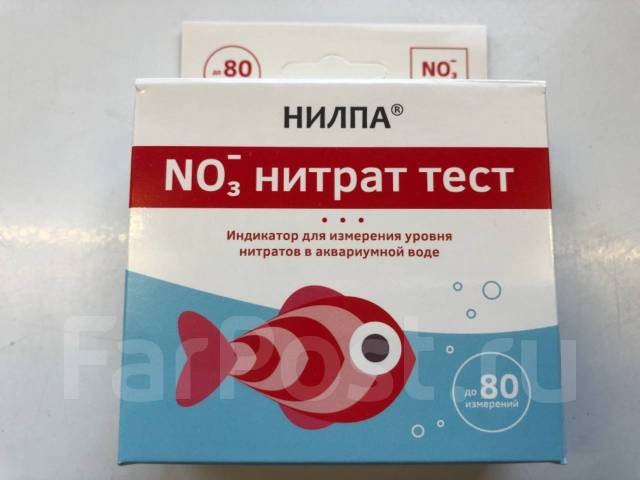 до 80
NO₃⁻
НИЛПА®
NO₃⁻ нитрат тест
Индикатор для измерения уровня
нитратов в аквариумной воде
FarPost.ru
до 80
измерений